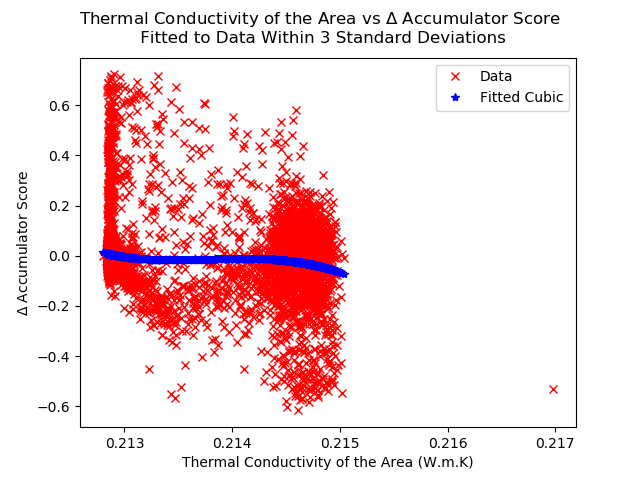 Thermal Conductivity of the Area vs Δ Accumulator Score
Fitted to Data Within 3 Standard Deviations
Data
Fitted Cubic
0.6
0.4
0.2
0.0
−0.2
−0.4
−0.6
Δ Accumulator Score
0.213 0.214 0.215 0.216 0.217
Thermal Conductivity of the Area (W.m.K)